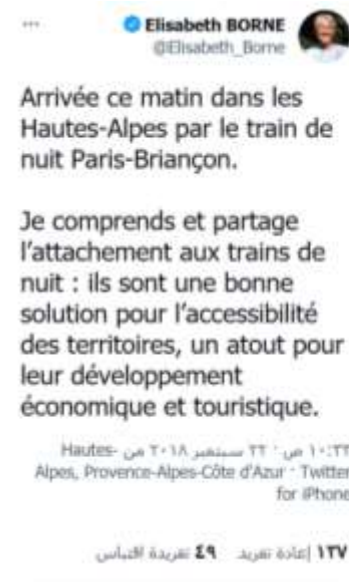 Elisabeth BORNE
@Elisabeth_Borne
Arrivée ce matin dans les
Hautes-Alpes par le train de
nuit Paris-Briançon.
Je comprends et partage
l'attachement aux trains de
nuit : ils sont une bonne
solution pour l'accessibilité
des territoires, un atout pour
leur développement
économique et touristique.
١٠:٢٢ ص · ٢٢ سبتمبر ٢٠١٨ من Hautes-
Alpes, Provence-Alpes-Côte d'Azur · Twitter
for iPhone
١٢٧ إعادة تغريد ٤٩ تغريدة اقتباس